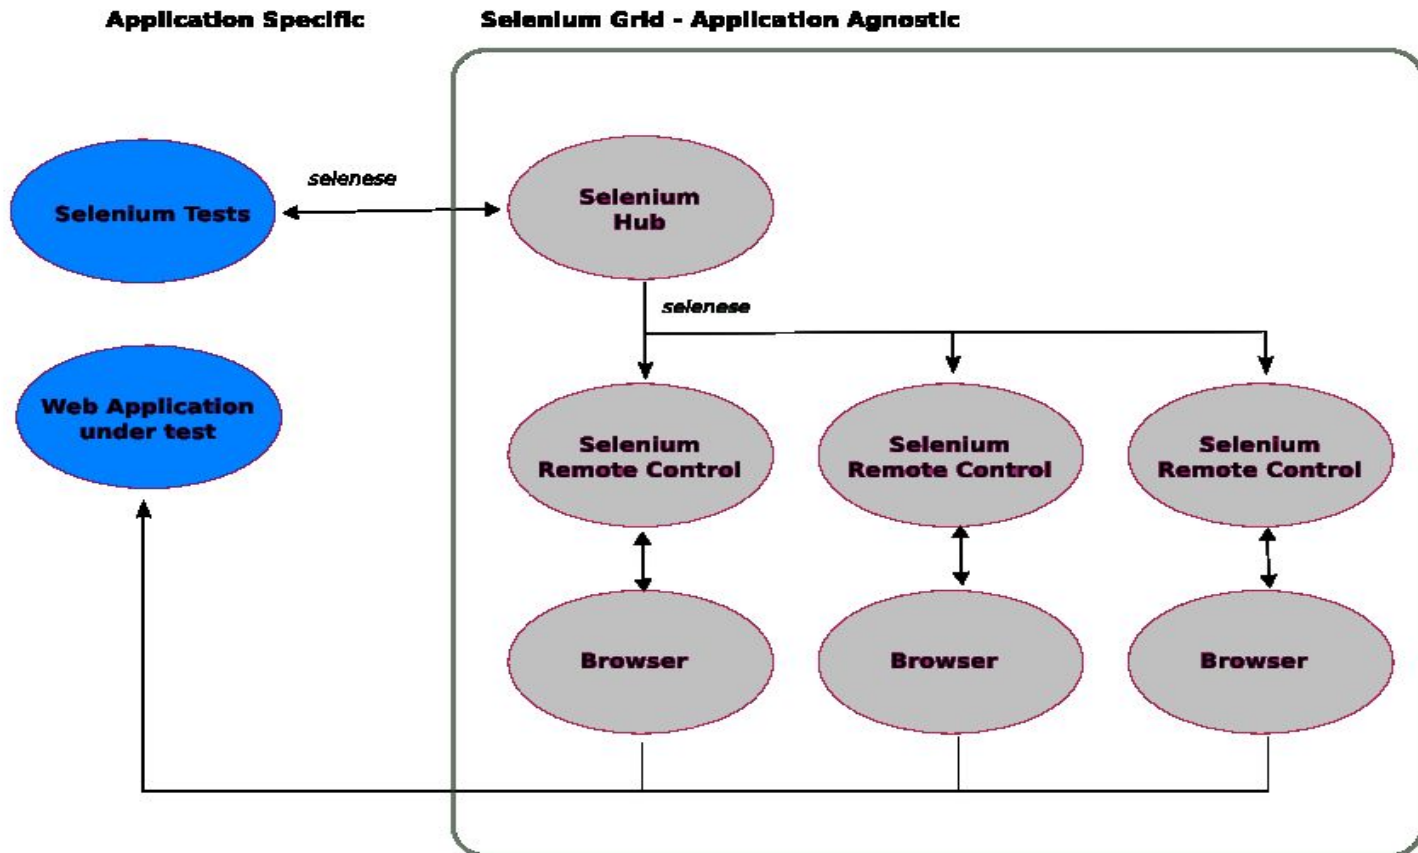 Application Specific
Selenium Grid - Application Agnostic
selenese
Selenium Tests
Selenium
Hub
selenese
Web Application
under test
Selenium
Remote Control
Selenium
Remote Control
Selenium
Remote Control
Browser
Browser
Browser